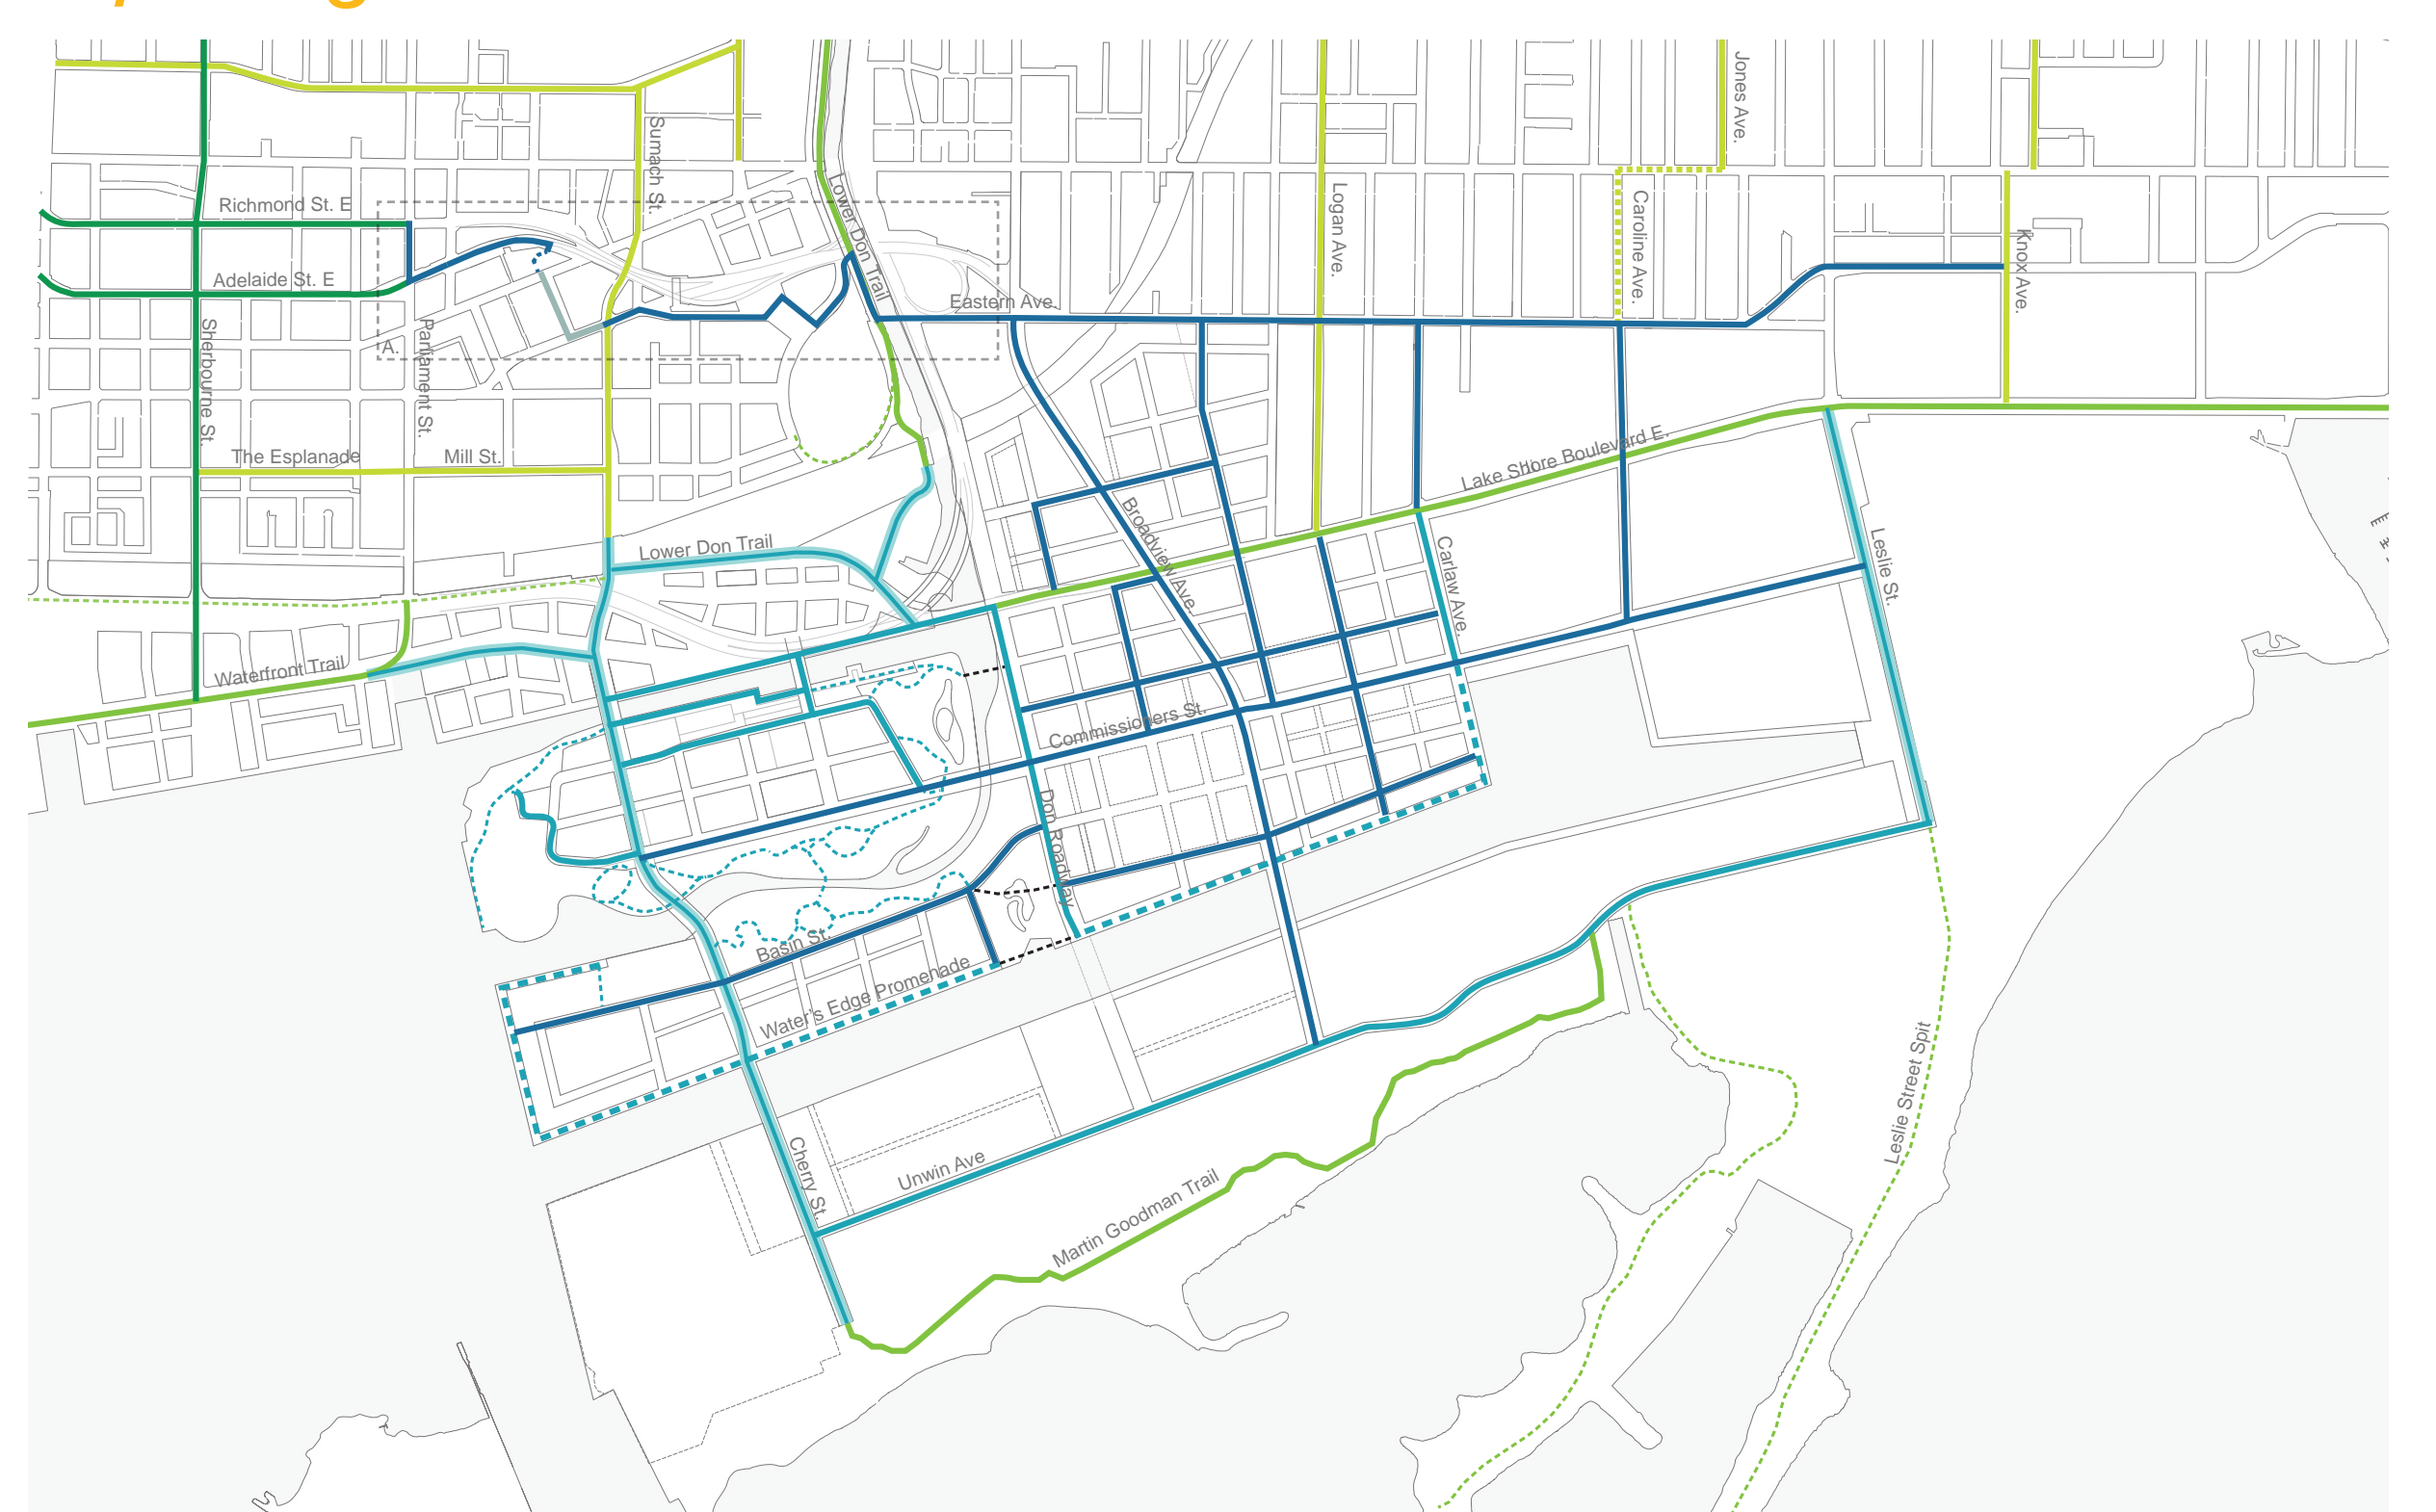 Jones Ave.
Sumach St.
Richmond St. E
Lower Don Trail
Logan Ave.
Caroline Ave.
Knox Ave.
Adelaide St. E
Eastern Ave.
Sherbourne St.
Parliament St.
A.
The Esplanade
Mill St.
Lake Shore Boulevard E.
Broadview Ave.
Lower Don Trail
Carlaw Ave.
Leslie St.
Waterfront Trail
Commissioners St.
Don Roadway
Basin St.
Water's Edge Promenade
Leslie Street Spit
Cherry St.
Unwin Ave
Martin Goodman Trail